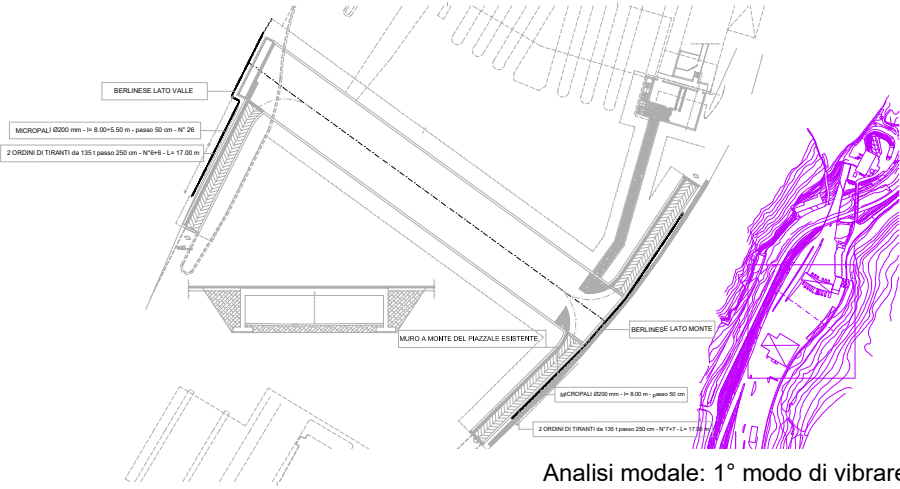 BERLINESE LATO VALLE
MICROPALI Ø200 mm - l= 8.00÷5.50 m - passo 50 cm - N° 26
2 ORDINI DI TIRANTI da 135 t passo 250 cm - N°6+6 - L= 17.00 m
BERLINESE LATO MONTE
MURO A MONTE DEL PIAZZALE ESISTENTE
MICROPALI Ø200 mm - l= 8.00 m - passo 50 cm
2 ORDINI DI TIRANTI da 135 t passo 250 cm - N°7+7 - L= 17.00 m
Analisi modale: 1° modo di vibrare